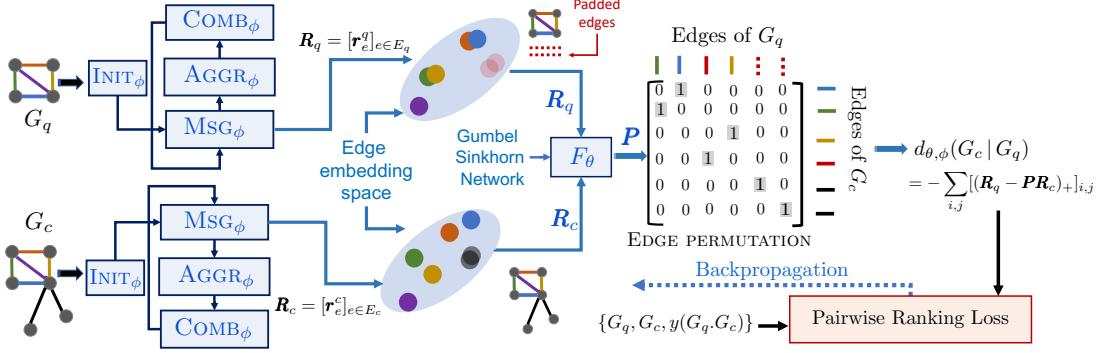 COMB_ϕ
AGGR_ϕ
MSG_ϕ
INIT_ϕ
G_q
R_q = [r_e^q]_{e∈E_q}
Padded
edges
R_q
Edge
embedding
space
Gumbel
Sinkhorn
Network
F_θ
P
Edges of G_q
0 1 0 0 0 0
1 0 0 0 0 0
0 0 0 1 0 0
0 0 1 0 0 0
0 0 0 0 1 0
0 0 0 0 0 1
Edges of G_c
EDGE PERMUTATION
d_{θ,ϕ}(G_c | G_q)
= − ∑_{i,j} [(R_q − PR_c)_+]_{i,j}
G_c
INIT_ϕ
MSG_ϕ
AGGR_ϕ
COMB_ϕ
R_c = [r_e^c]_{e∈E_c}
R_c
Backpropagation
{G_q, G_c, y(G_q.G_c)}
Pairwise Ranking Loss